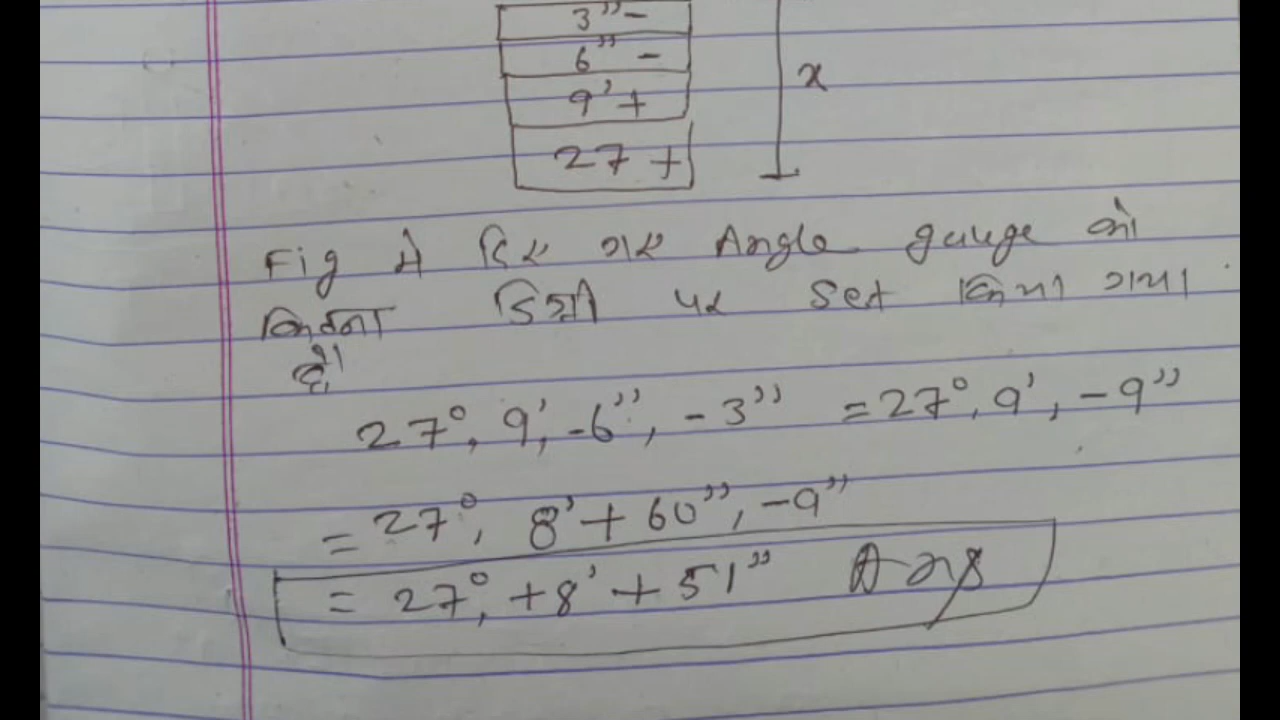 3” -
6” -
9’ +
x
27 +
Fig मे दिए गए Angle gauge को
कितना डिग्री पर Set किया गया।
है।
27°, 9’, -6”, -3” = 27°, 9’, -9”
= 27°, 8’ + 60”, -9”
= 27°, +8’ + 51” Ans